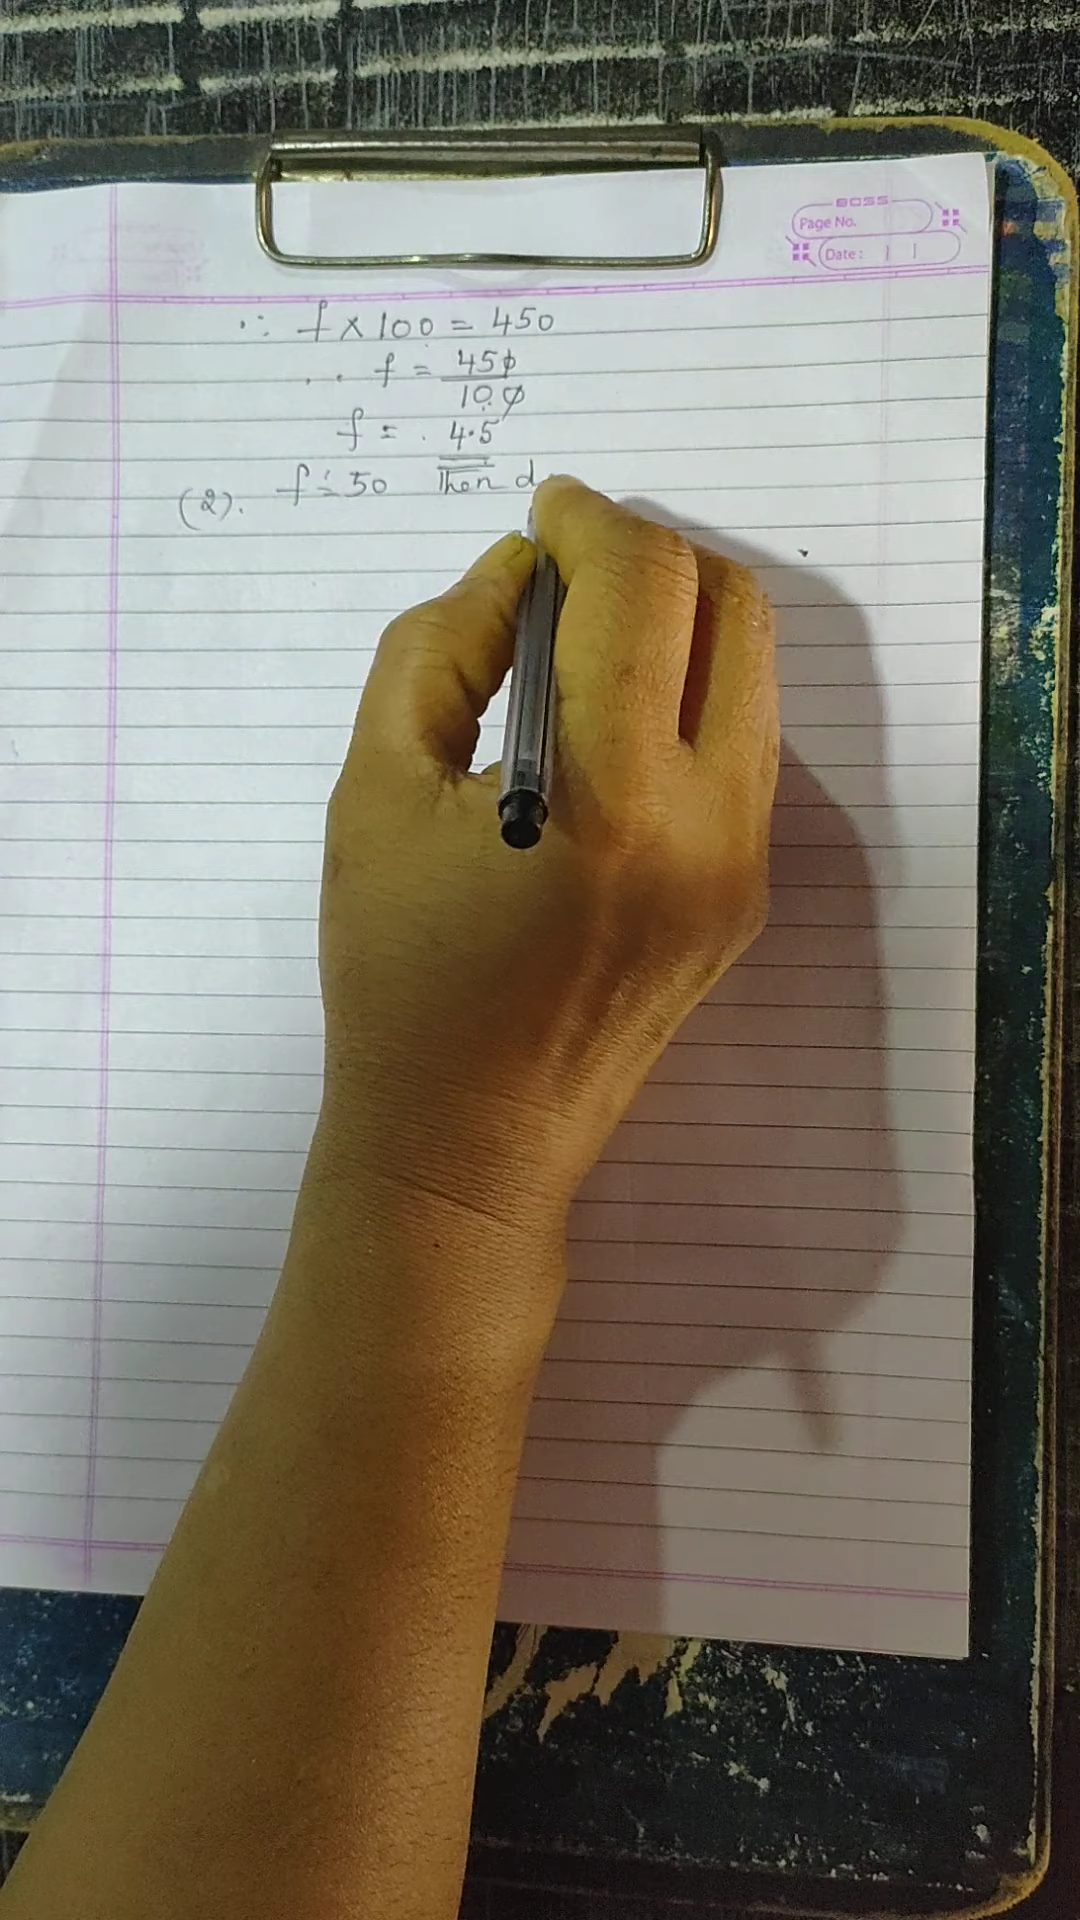 BOSS
Page No.
Date :
∴ f × 100 = 450
∴ f = 450/100
f = 4.5
(2). f = 50 Then d